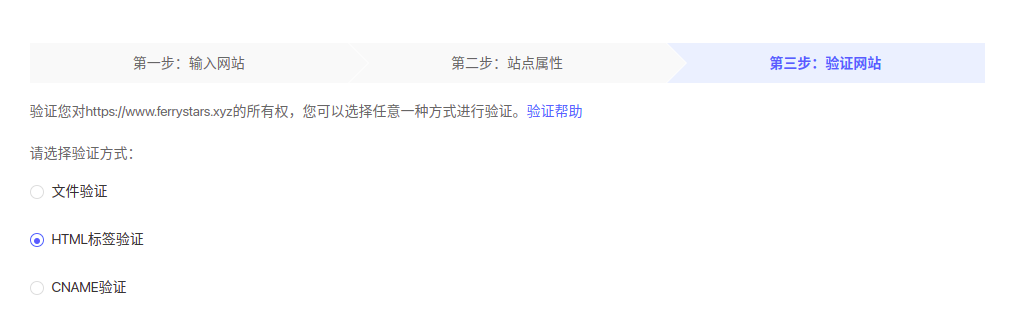 第一步：输入网站
第二步：站点属性
第三步：验证网站
验证您对https://www.ferrystars.xyz的所有权，您可以选择任意一种方式进行验证。验证帮助
请选择验证方式：
文件验证
HTML标签验证
CNAME验证